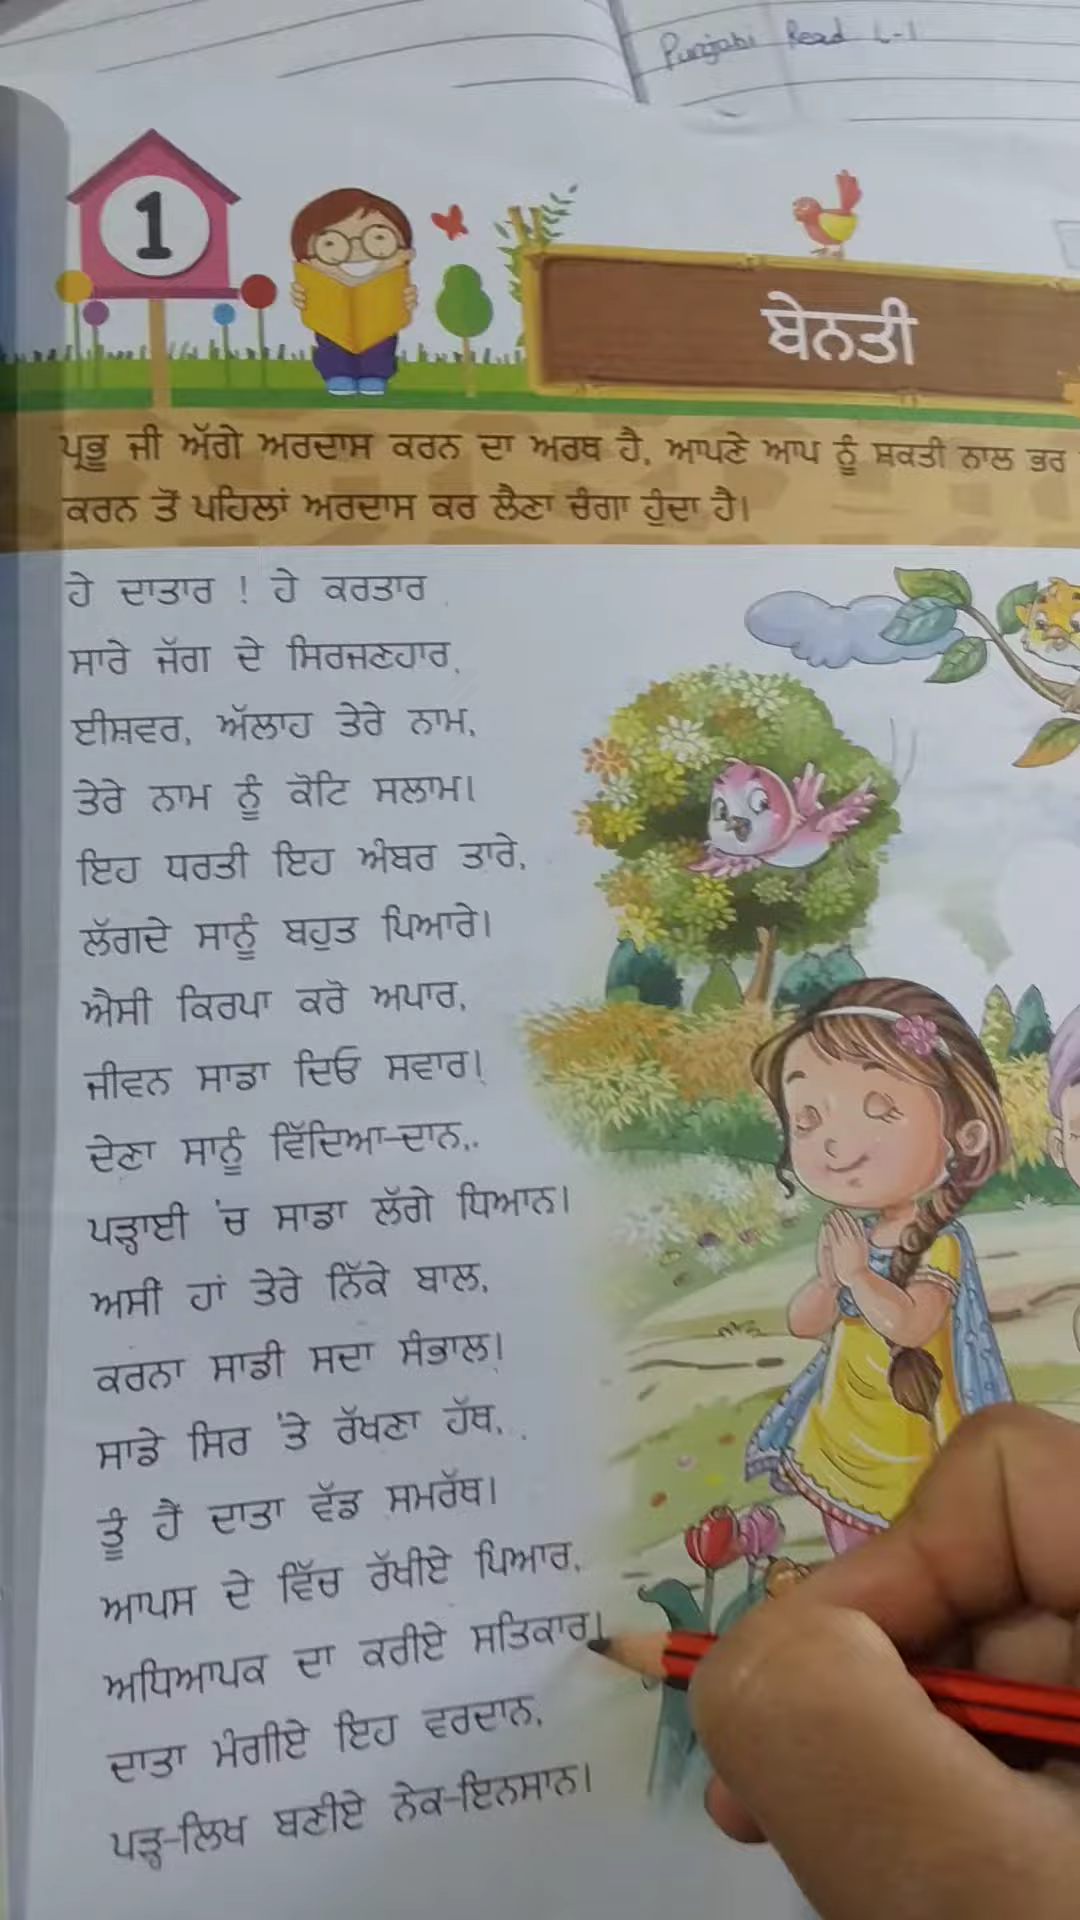 Punjabi Read L-1
1
ਬੇਨਤੀ
ਪ੍ਰਭੂ ਜੀ ਅੱਗੇ ਅਰਦਾਸ ਕਰਨ ਦਾ ਅਰਥ ਹੈ, ਆਪਣੇ ਆਪ ਨੂੰ ਸ਼ਕਤੀ ਨਾਲ ਭਰ
ਕਰਨ ਤੋਂ ਪਹਿਲਾਂ ਅਰਦਾਸ ਕਰ ਲੈਣਾ ਚੰਗਾ ਹੁੰਦਾ ਹੈ।
ਹੇ ਦਾਤਾਰ ! ਹੇ ਕਰਤਾਰ
ਸਾਰੇ ਜੱਗ ਦੇ ਸਿਰਜਣਹਾਰ,
ਈਸ਼ਵਰ, ਅੱਲਾਹ ਤੇਰੇ ਨਾਮ,
ਤੇਰੇ ਨਾਮ ਨੂੰ ਕੋਟਿ ਸਲਾਮ।
ਇਹ ਧਰਤੀ ਇਹ ਅੰਬਰ ਤਾਰੇ,
ਲੱਗਦੇ ਸਾਨੂੰ ਬਹੁਤ ਪਿਆਰੇ।
ਐਸੀ ਕਿਰਪਾ ਕਰੋ ਅਪਾਰ,
ਜੀਵਨ ਸਾਡਾ ਦਿਓ ਸਵਾਰ।
ਦੇਣਾ ਸਾਨੂੰ ਵਿੱਦਿਆ-ਦਾਨ,
ਪੜ੍ਹਾਈ 'ਚ ਸਾਡਾ ਲੱਗੇ ਧਿਆਨ।
ਅਸੀਂ ਹਾਂ ਤੇਰੇ ਨਿੱਕੇ ਬਾਲ,
ਕਰਨਾ ਸਾਡੀ ਸਦਾ ਸੰਭਾਲ।
ਸਾਡੇ ਸਿਰ 'ਤੇ ਰੱਖਣਾ ਹੱਥ,
ਤੂੰ ਹੈਂ ਦਾਤਾ ਵੱਡ ਸਮਰੱਥ।
ਆਪਸ ਦੇ ਵਿੱਚ ਰੱਖੀਏ ਪਿਆਰ,
ਅਧਿਆਪਕ ਦਾ ਕਰੀਏ ਸਤਿਕਾਰ।
ਦਾਤਾ ਮੰਗੀਏ ਇਹ ਵਰਦਾਨ,
ਪੜ੍ਹ-ਲਿਖ ਬਣੀਏ ਨੇਕ-ਇਨਸਾਨ।